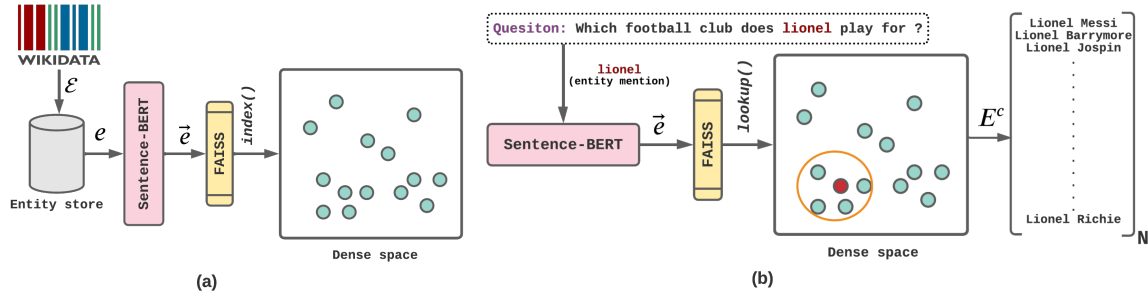 WIKIDATA
ℰ
Entity store
e
Sentence-BERT
e⃗
FAISS
index()
Dense space
(a)
Quesiton: Which football club does lionel play for ?
lionel
(entity mention)
Sentence-BERT
e⃗
FAISS
lookup()
Dense space
(b)
Eᶜ
Lionel Messi
Lionel Barrymore
Lionel Jospin
Lionel Richie
N